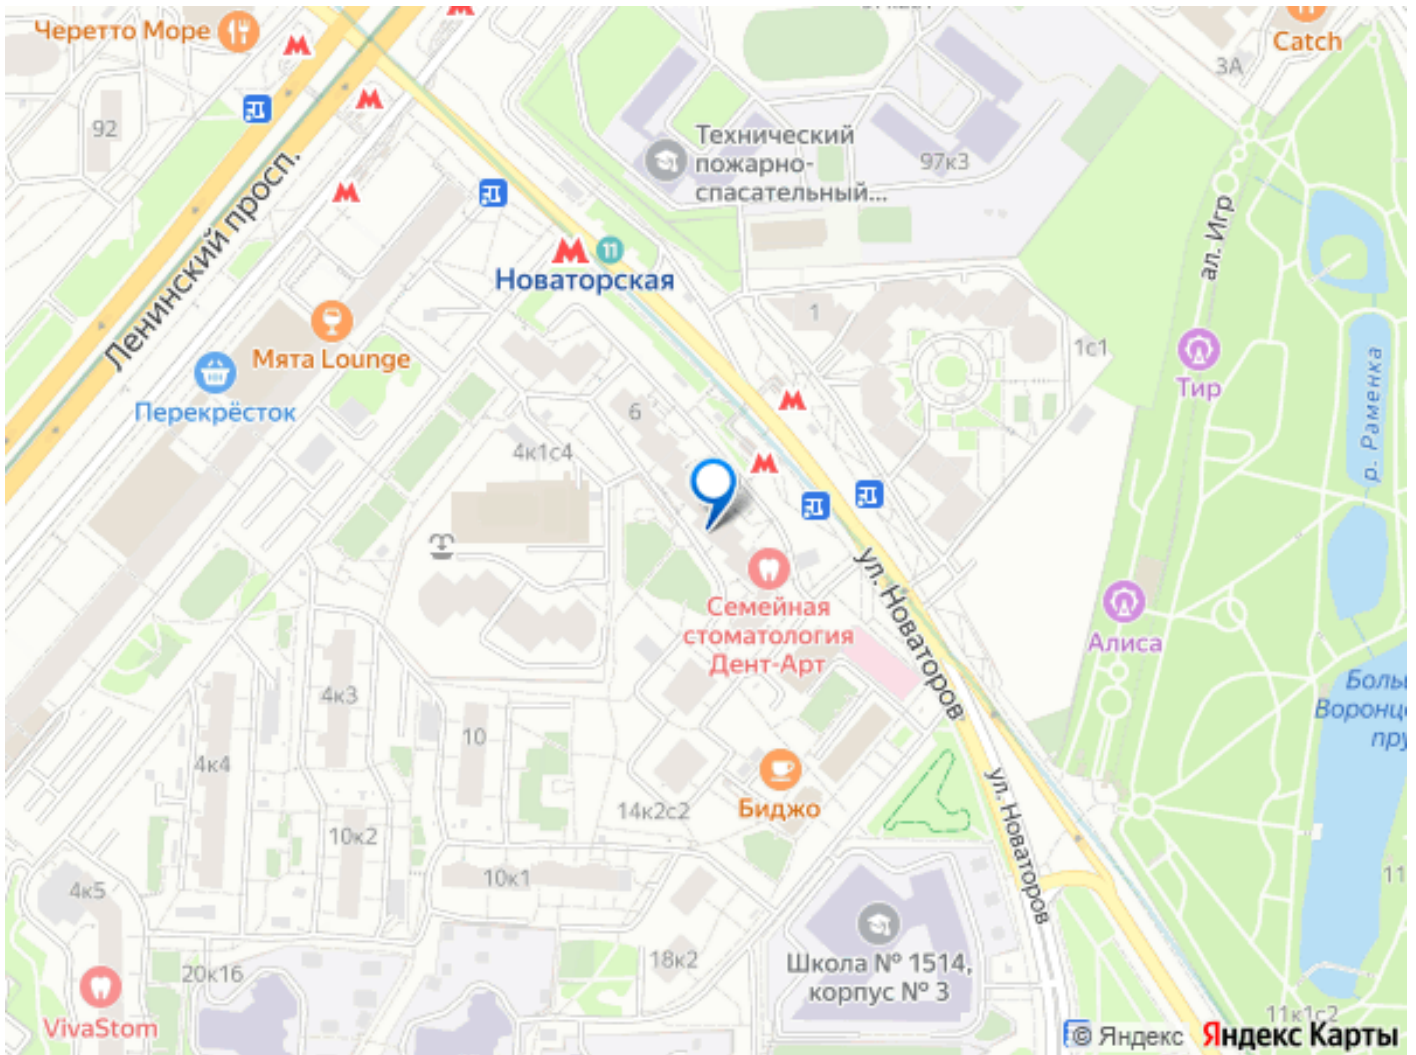 Черетто Море
Catch
3А
92
Технический
пожарно-
спасательный...
97к3
Ленинский просп.
ал. Игр
11
Новаторская
1
1с1
Мята Lounge
Перекрёсток
Тир
р. Раменка
6
4к1с4
ул. Новаторов
Семейная
стоматология
Дент-Арт
Алиса
4к3
10
4к4
ул. Новаторов
Биджо
14к2с2
10к2
10к1
4к5
Школа № 1514,
корпус № 3
18к2
20к16
VivaStom
11к1с2
© Яндекс
Яндекс Карты